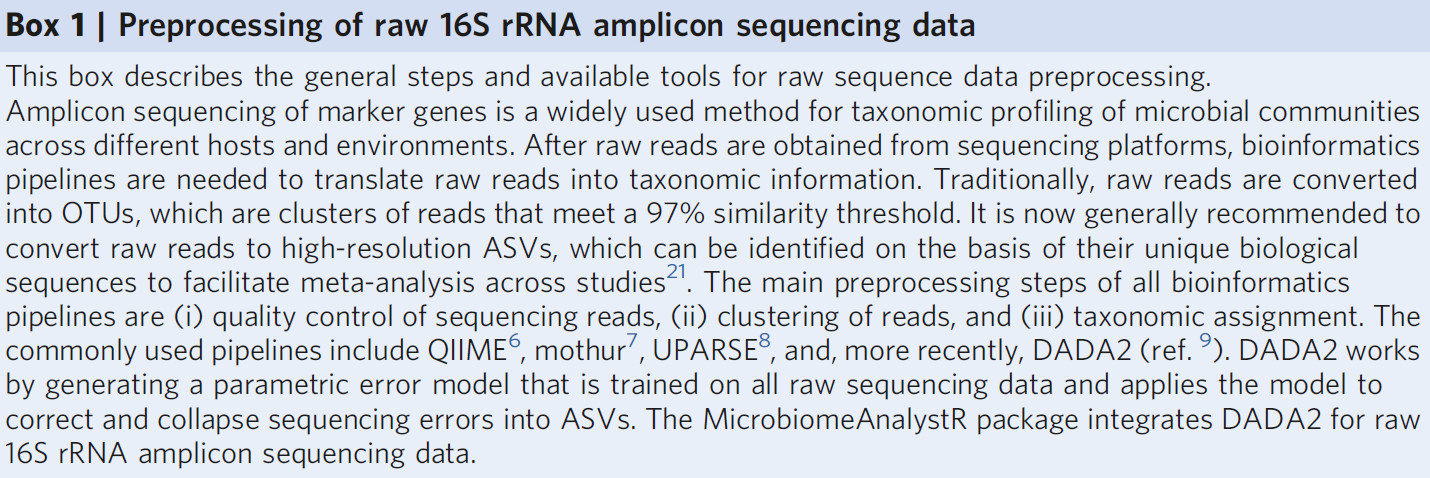 Box 1 | Preprocessing of raw 16S rRNA amplicon sequencing data
This box describes the general steps and available tools for raw sequence data preprocessing.
Amplicon sequencing of marker genes is a widely used method for taxonomic profiling of microbial communities
across different hosts and environments. After raw reads are obtained from sequencing platforms, bioinformatics
pipelines are needed to translate raw reads into taxonomic information. Traditionally, raw reads are converted
into OTUs, which are clusters of reads that meet a 97% similarity threshold. It is now generally recommended to
convert raw reads to high-resolution ASVs, which can be identified on the basis of their unique biological
sequences to facilitate meta-analysis across studies21. The main preprocessing steps of all bioinformatics
pipelines are (i) quality control of sequencing reads, (ii) clustering of reads, and (iii) taxonomic assignment. The
commonly used pipelines include QIIME6, mothur7, UPARSE8, and, more recently, DADA2 (ref. 9). DADA2 works
by generating a parametric error model that is trained on all raw sequencing data and applies the model to
correct and collapse sequencing errors into ASVs. The MicrobiomeAnalystR package integrates DADA2 for raw
16S rRNA amplicon sequencing data.